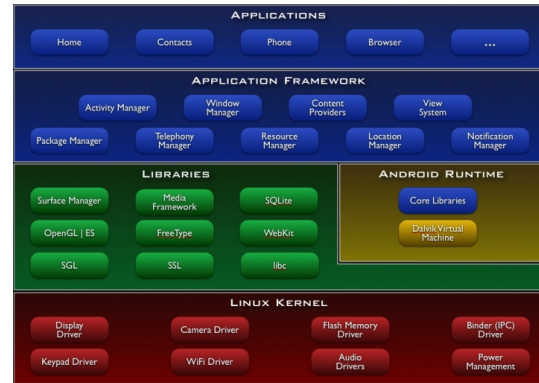 APPLICATIONS
Home Contacts Phone Browser ...
APPLICATION FRAMEWORK
Activity Manager
Window
Manager
Content
Providers
View
System
Package Manager
Telephony
Manager
Resource
Manager
Location
Manager
Notification
Manager
LIBRARIES
Surface Manager
Media
Framework
SQLite
OpenGL | ES
FreeType
WebKit
SGL
SSL
libc
ANDROID RUNTIME
Core Libraries
Dalvik Virtual
Machine
LINUX KERNEL
Display
Driver
Camera Driver
Flash Memory
Driver
Binder (IPC)
Driver
Keypad Driver
WiFi Driver
Audio
Drivers
Power
Management